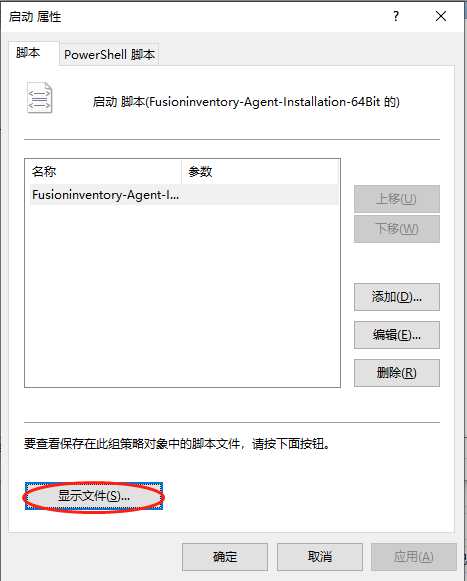 启动 属性
脚本
PowerShell 脚本
启动 脚本(Fusioninventory-Agent-Installation-64Bit 的)
名称
参数
Fusioninventory-Agent-I...
上移(U)
下移(W)
添加(D)...
编辑(E)...
删除(R)
要查看保存在此组策略对象中的脚本文件，请按下面按钮。
显示文件(S)...
确定
取消
应用(A)